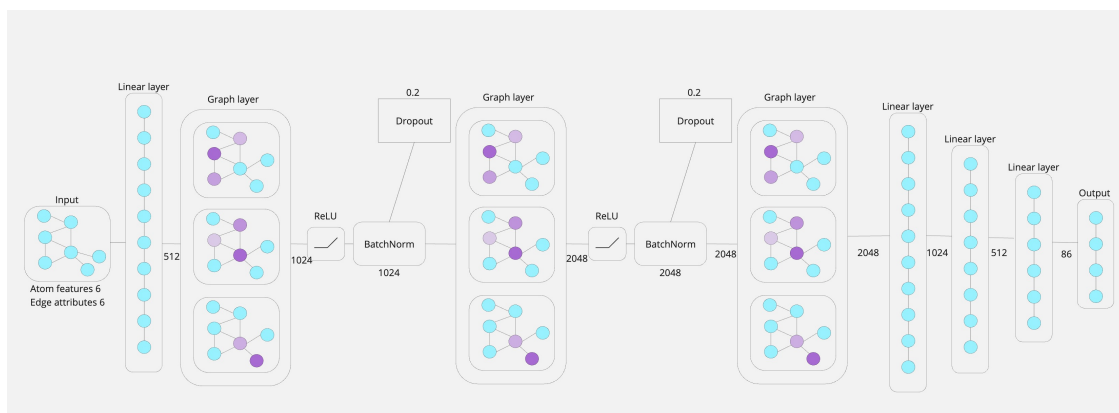 Input
Atom features 6
Edge attributes 6
Linear layer
512
Graph layer
1024
ReLU
0.2
Dropout
BatchNorm
1024
Graph layer
2048
ReLU
0.2
Dropout
BatchNorm
2048
2048
Graph layer
2048
Linear layer
1024
Linear layer
512
Linear layer
86
Output